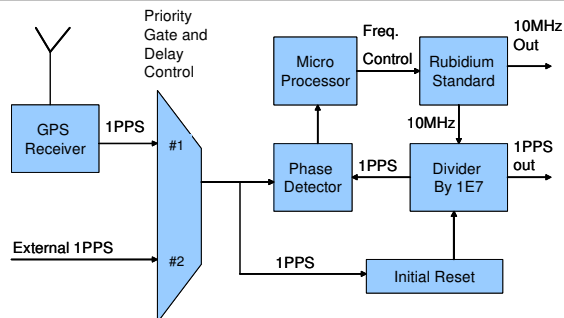 Priority
Gate and
Delay
Control
Freq.
Control
10MHz
Out
Micro
Processor
Rubidium
Standard
10MHz
GPS
Receiver
1PPS
#1
Phase
Detector
1PPS
Divider
By 1E7
1PPS
out
External 1PPS
#2
1PPS
Initial Reset